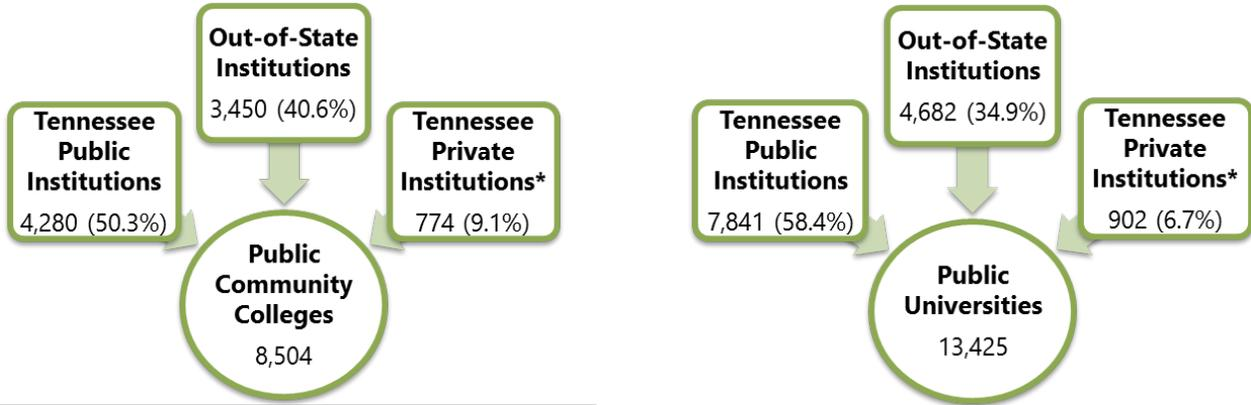 Out-of-State
Institutions
3,450 (40.6%)
Tennessee
Public
Institutions
4,280 (50.3%)
Tennessee
Private
Institutions*
774 (9.1%)
Public
Community
Colleges
8,504
Out-of-State
Institutions
4,682 (34.9%)
Tennessee
Public
Institutions
7,841 (58.4%)
Tennessee
Private
Institutions*
902 (6.7%)
Public
Universities
13,425